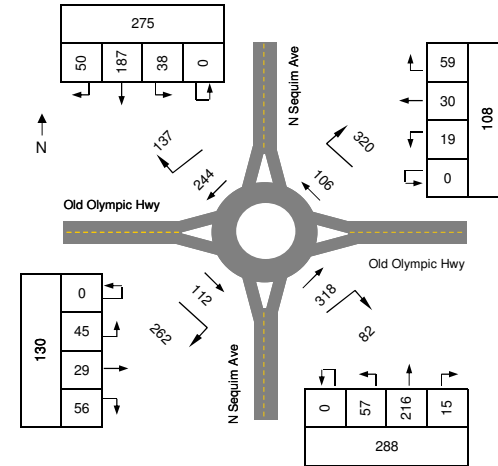 275
50 187 38 0
N Sequim Ave
59
30
19
0
108
N
137
244
320
106
Old Olympic Hwy
Old Olympic Hwy
0
45
29
56
130
112
262
318
82
N Sequim Ave
0 57 216 15
288